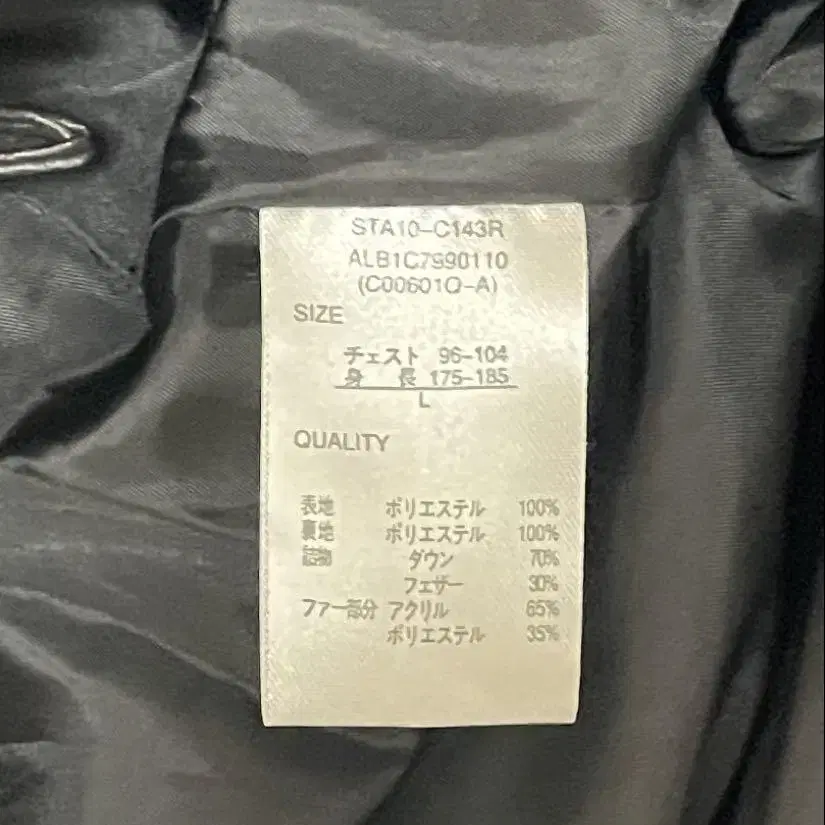 STA10-C143R
ALB1C7990110
(C006010-A)
SIZE
チェスト 96-104
身 長 175-185
L
QUALITY
表地 ポリエステル 100%
裏地 ポリエステル 100%
詰物 ダウン 70%
フェザー 30%
ファー部分 アクリル 65%
ポリエステル 35%